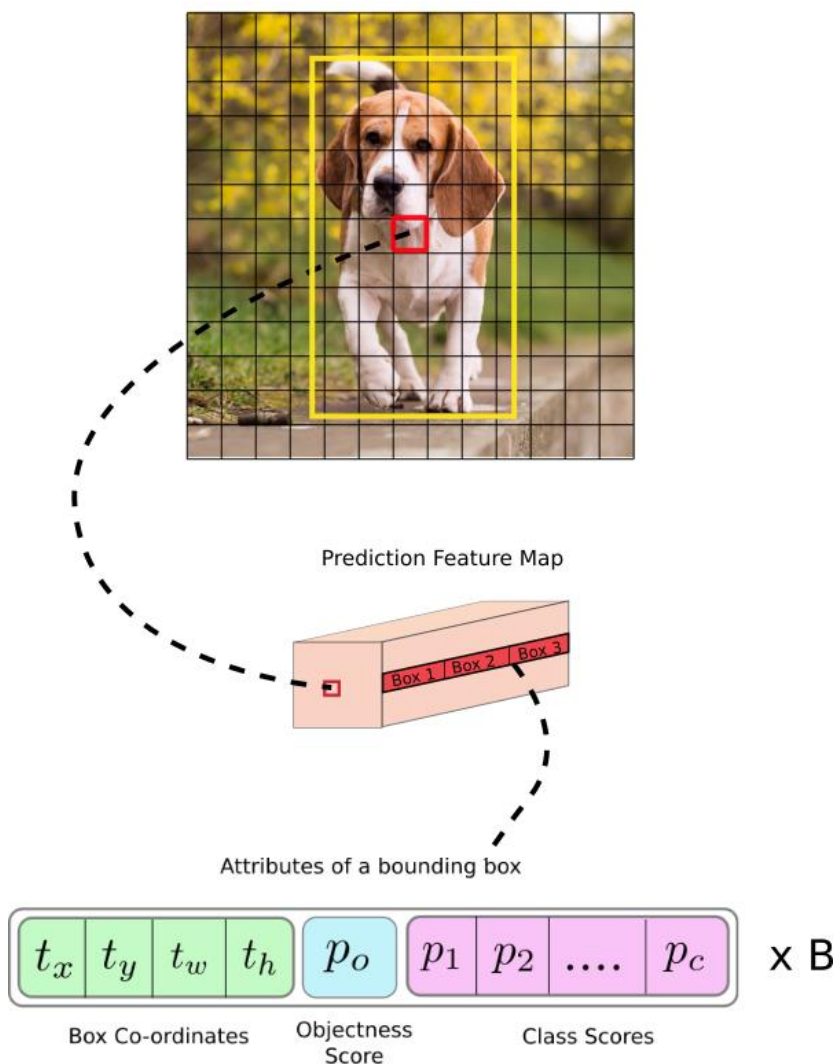 Prediction Feature Map
Box 1 Box 2 Box 3
Attributes of a bounding box
t_x t_y t_w t_h p_o p_1 p_2 .... p_c x B
Box Co-ordinates Objectness Score Class Scores